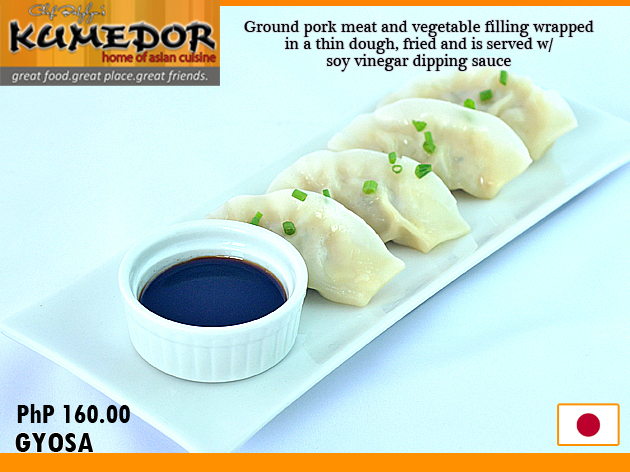 KUMEDOR
home of asian cuisine
great food.great place.great friends.
Ground pork meat and vegetable filling wrapped
in a thin dough, fried and is served w/
soy vinegar dipping sauce
PhP 160.00
GYOSA